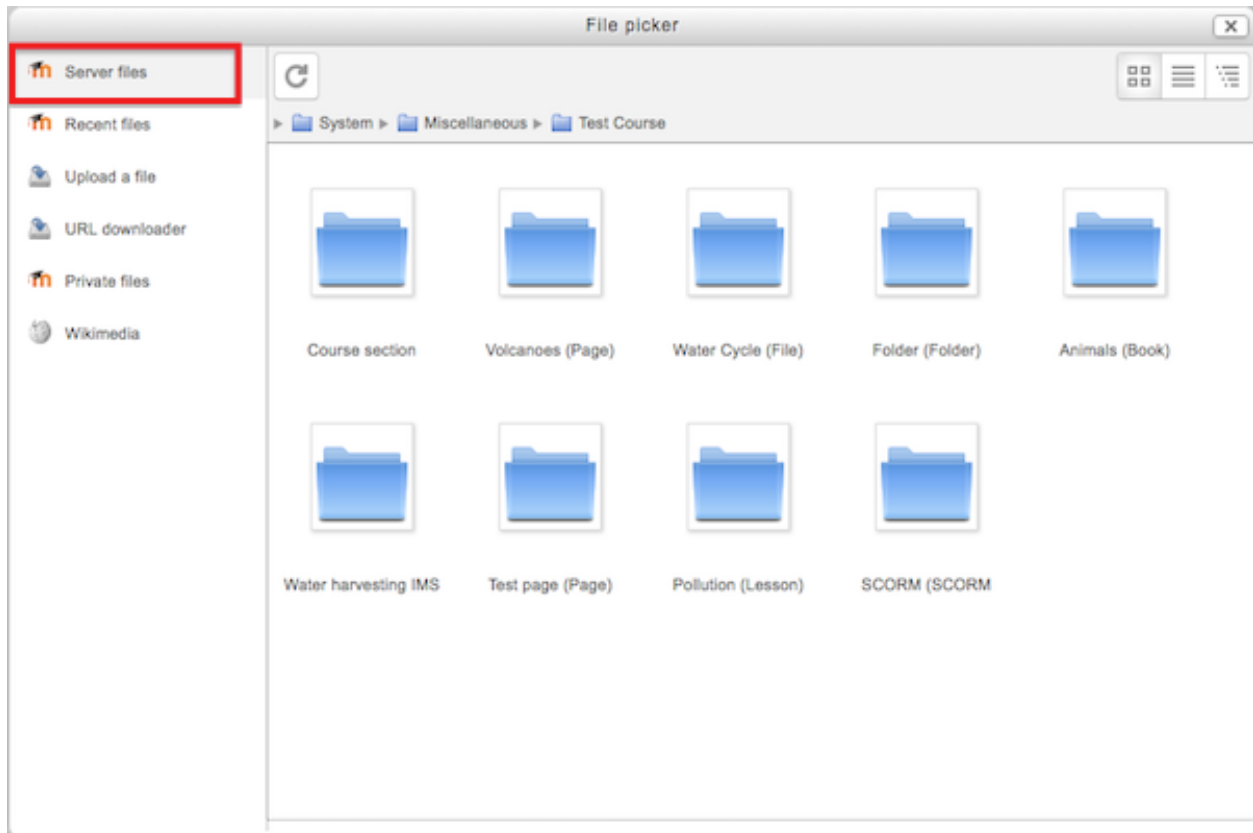 File picker
Server files
Recent files
Upload a file
URL downloader
Private files
Wikimedia
System Miscellaneous Test Course
Course section Volcanoes (Page) Water Cycle (File) Folder (Folder) Animals (Book)
Water harvesting IMS Test page (Page) Pollution (Lesson) SCORM (SCORM